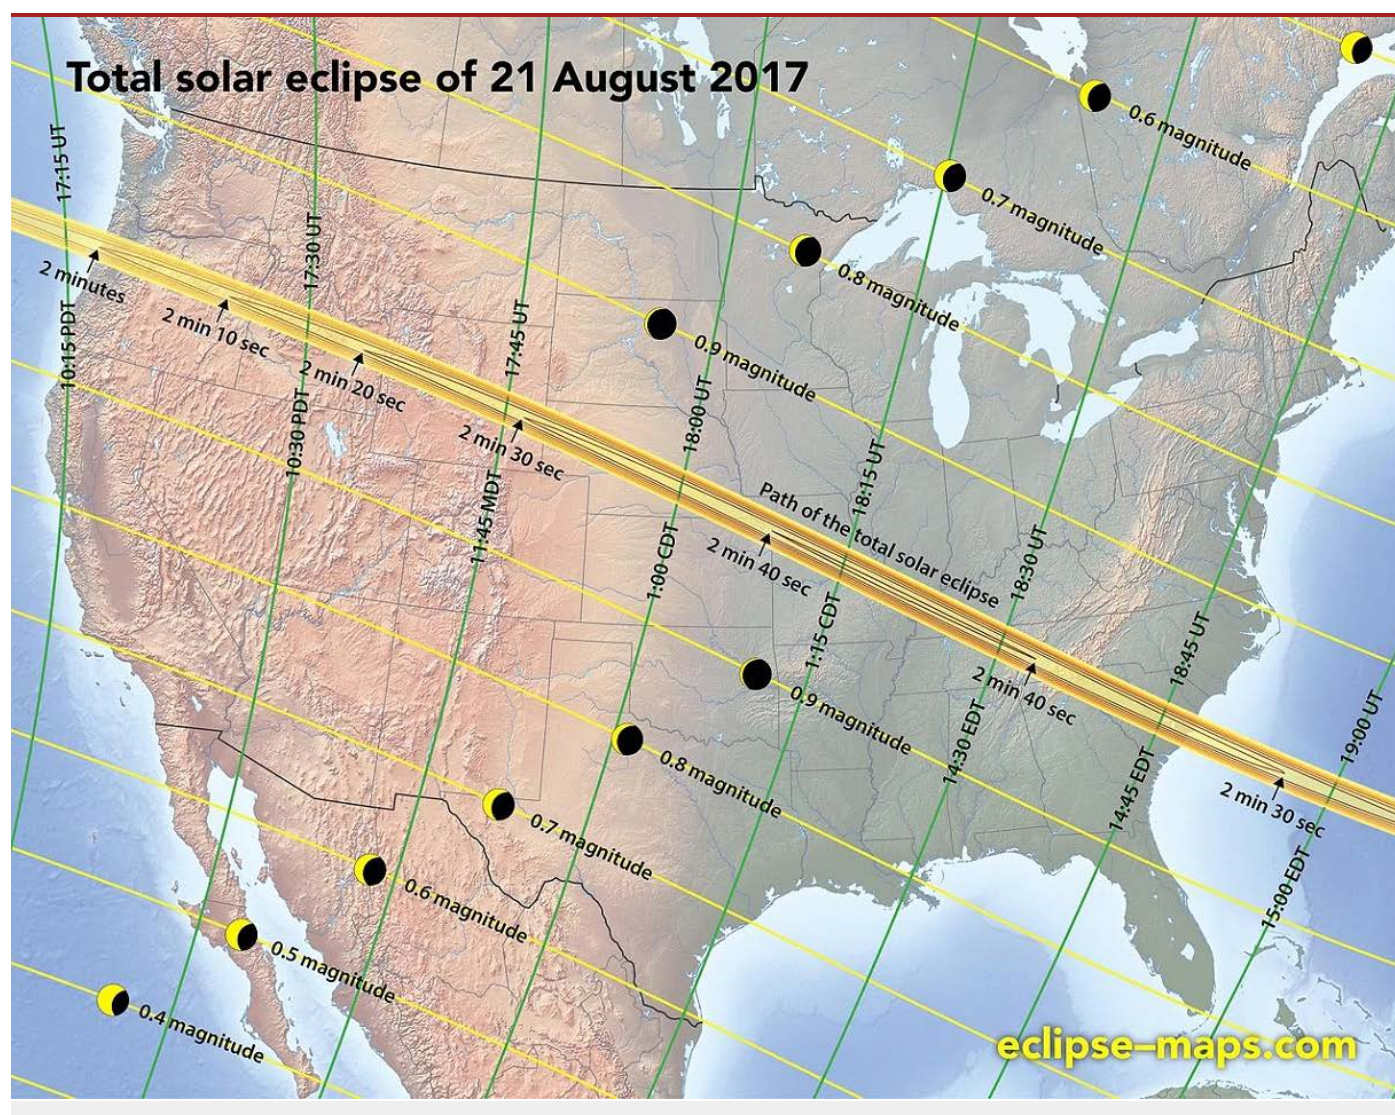 Total solar eclipse of 21 August 2017
0.6 magnitude
17:15 UT
0.7 magnitude
17:30 UT
0.8 magnitude
2 minutes
2 min 10 sec
10:15 PDT
17:45 UT
0.9 magnitude
2 min 20 sec
18:00 UT
10:30 PDT
2 min 30 sec
18:15 UT
11:45 MDT
Path of the total solar eclipse
1:00 CDT
2 min 40 sec
18:30 UT
1:15 CDT
18:45 UT
2 min 40 sec
0.9 magnitude
14:30 EDT
19:00 UT
0.8 magnitude
14:45 EDT
2 min 30 sec
0.7 magnitude
15:00 EDT
0.6 magnitude
0.5 magnitude
0.4 magnitude
eclipse–maps.com